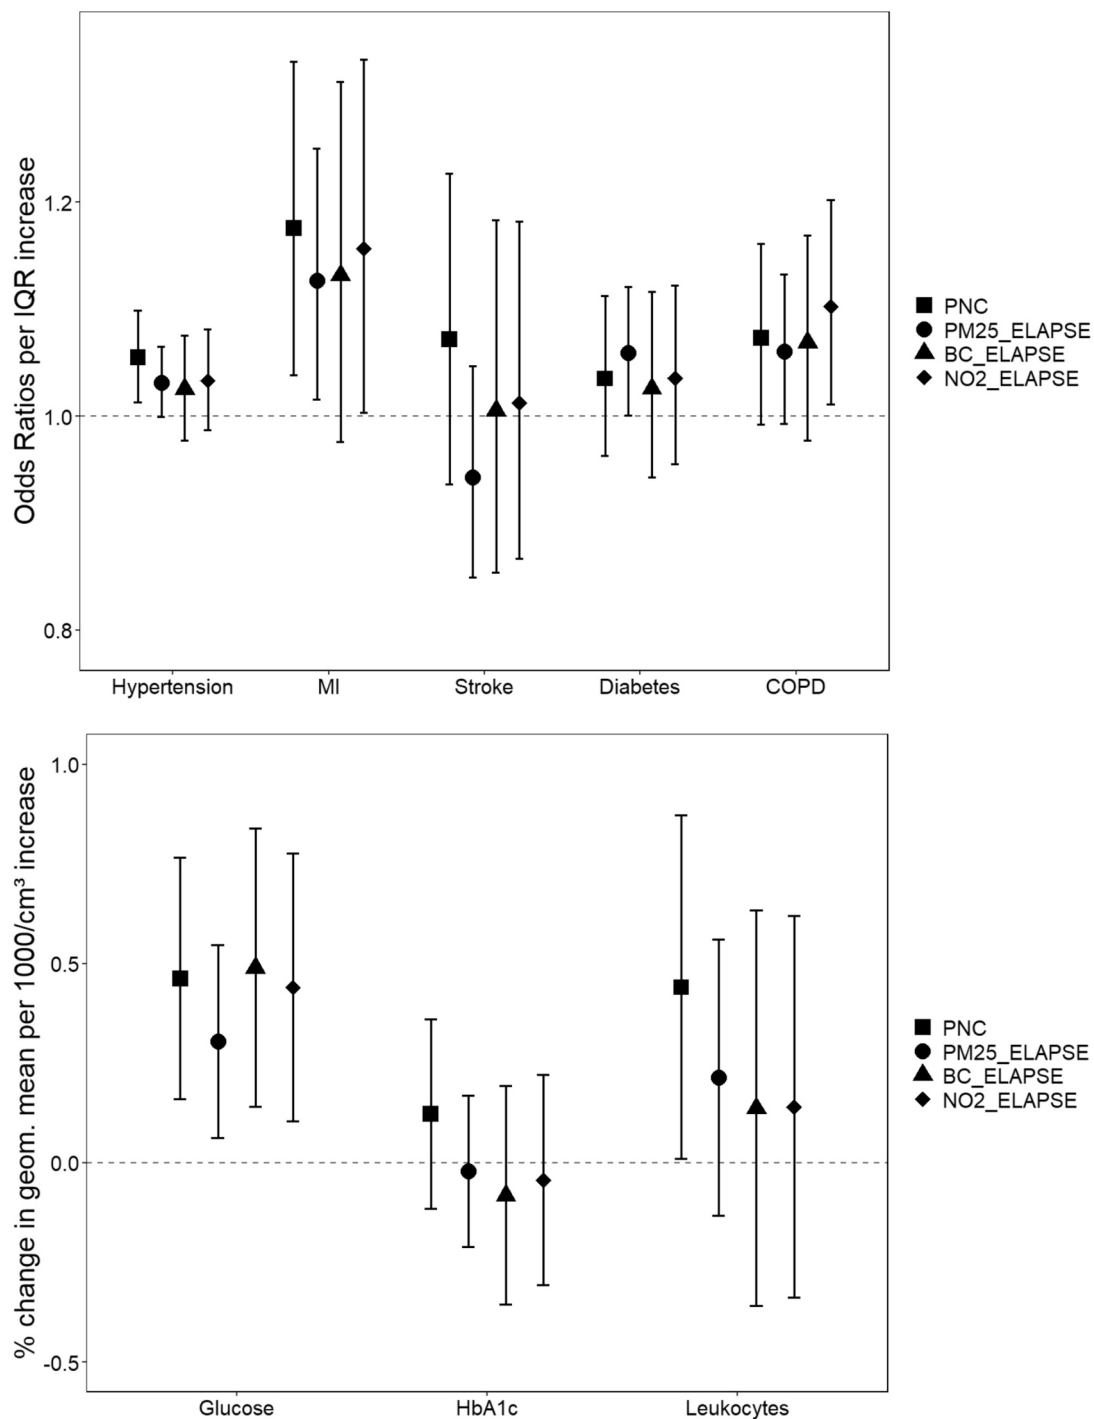 Odds Ratios per IQR increase
1.2
1.0
0.8
Hypertension MI Stroke Diabetes COPD
PNC
PM25_ELAPSE
BC_ELAPSE
NO2_ELAPSE
% change in geom. mean per 1000/cm³ increase
1.0
0.5
0.0
-0.5
Glucose HbA1c Leukocytes
PNC
PM25_ELAPSE
BC_ELAPSE
NO2_ELAPSE